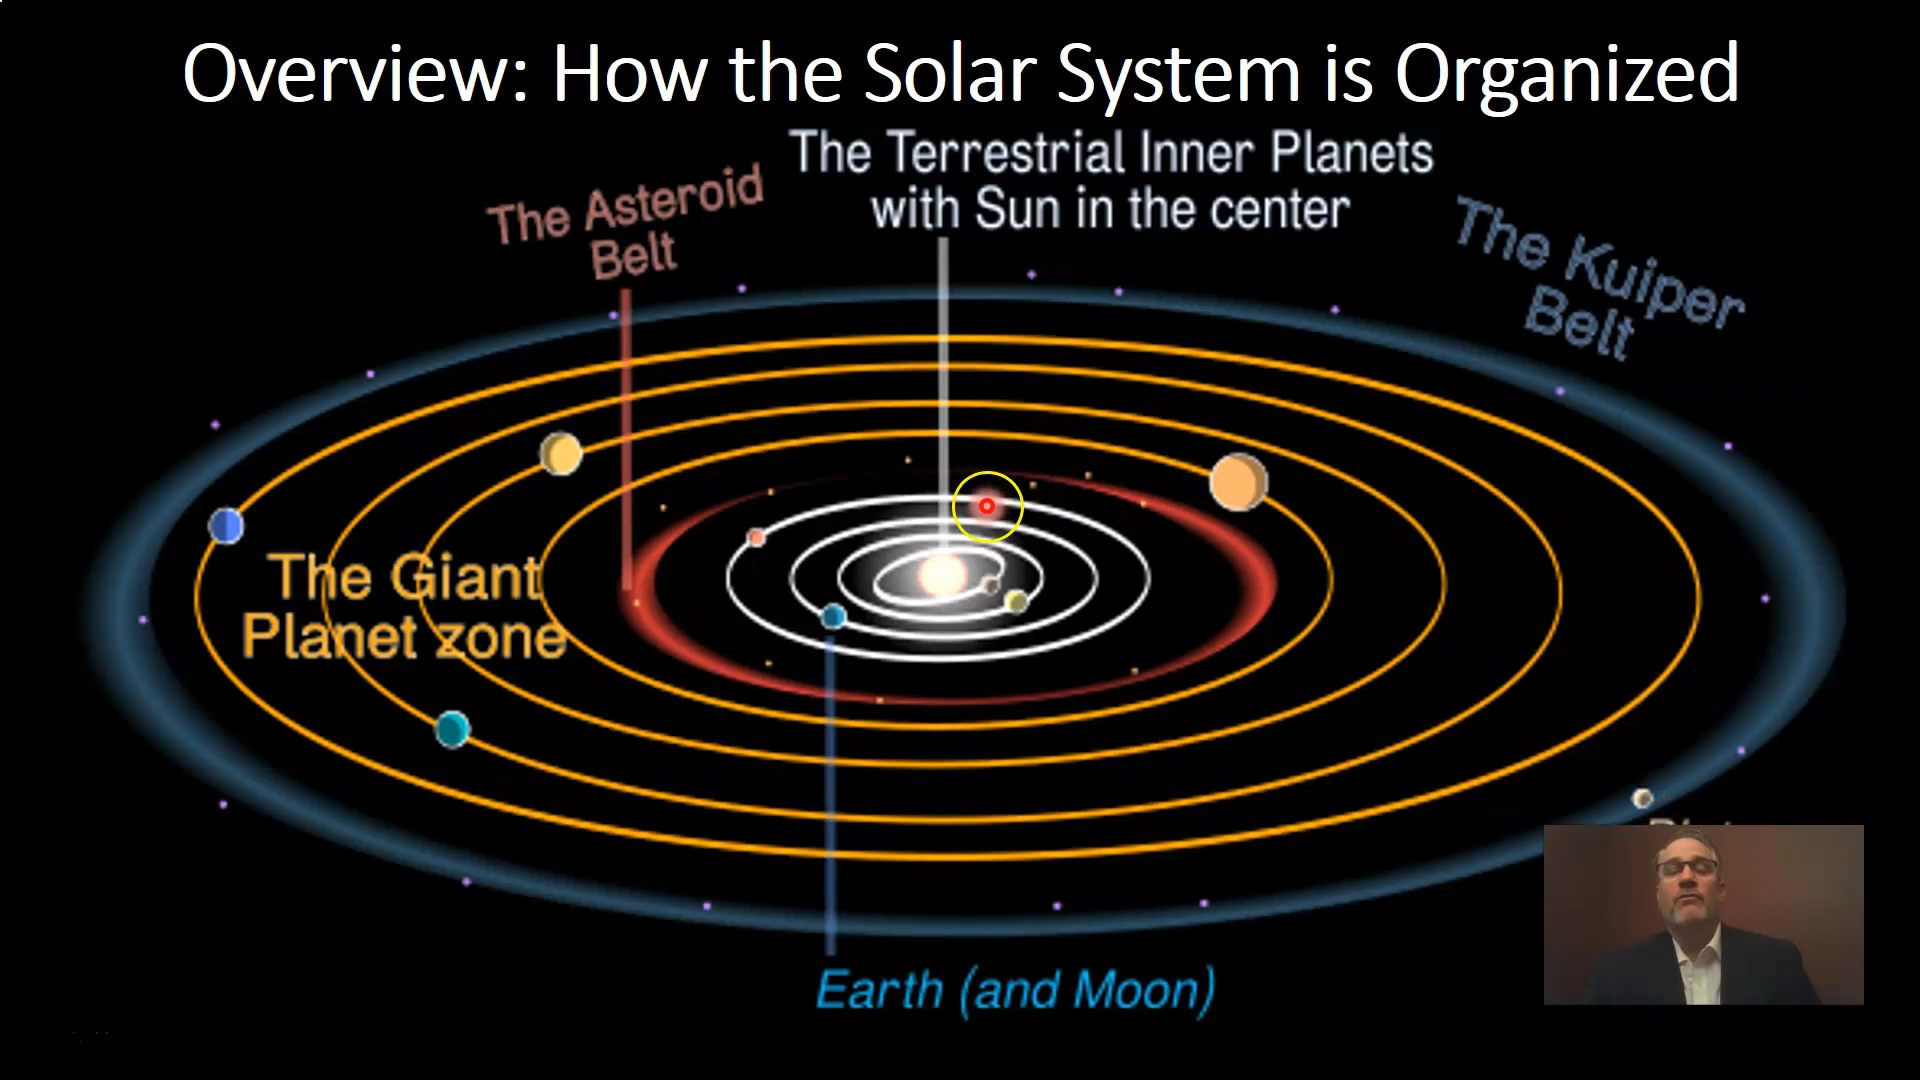 Overview: How the Solar System is Organized
The Terrestrial Inner Planets
with Sun in the center
The Asteroid
Belt
The Kuiper
Belt
The Giant
Planet zone
Earth (and Moon)